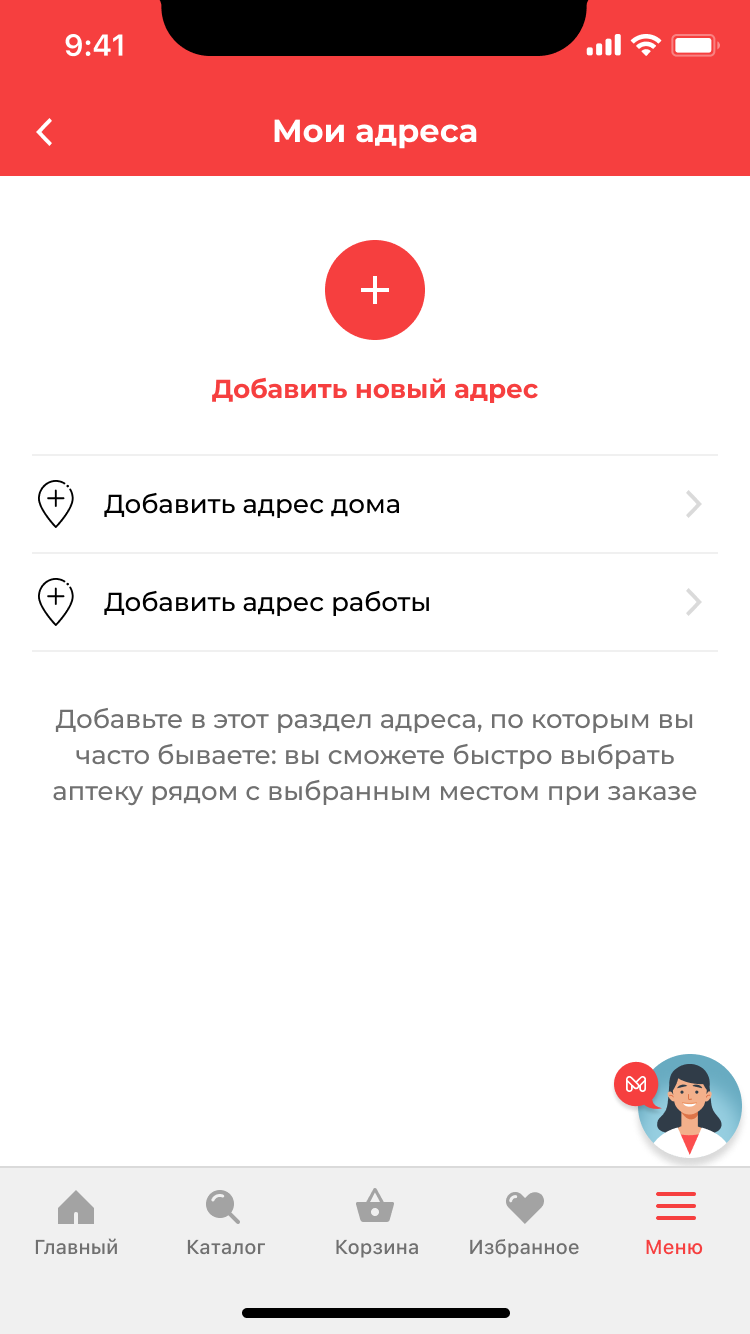 9:41
Мои адреса
Добавить новый адрес
Добавить адрес дома
Добавить адрес работы
Добавьте в этот раздел адреса, по которым вы
часто бываете: вы сможете быстро выбрать
аптеку рядом с выбранным местом при заказе
Главный Каталог Корзина Избранное Меню